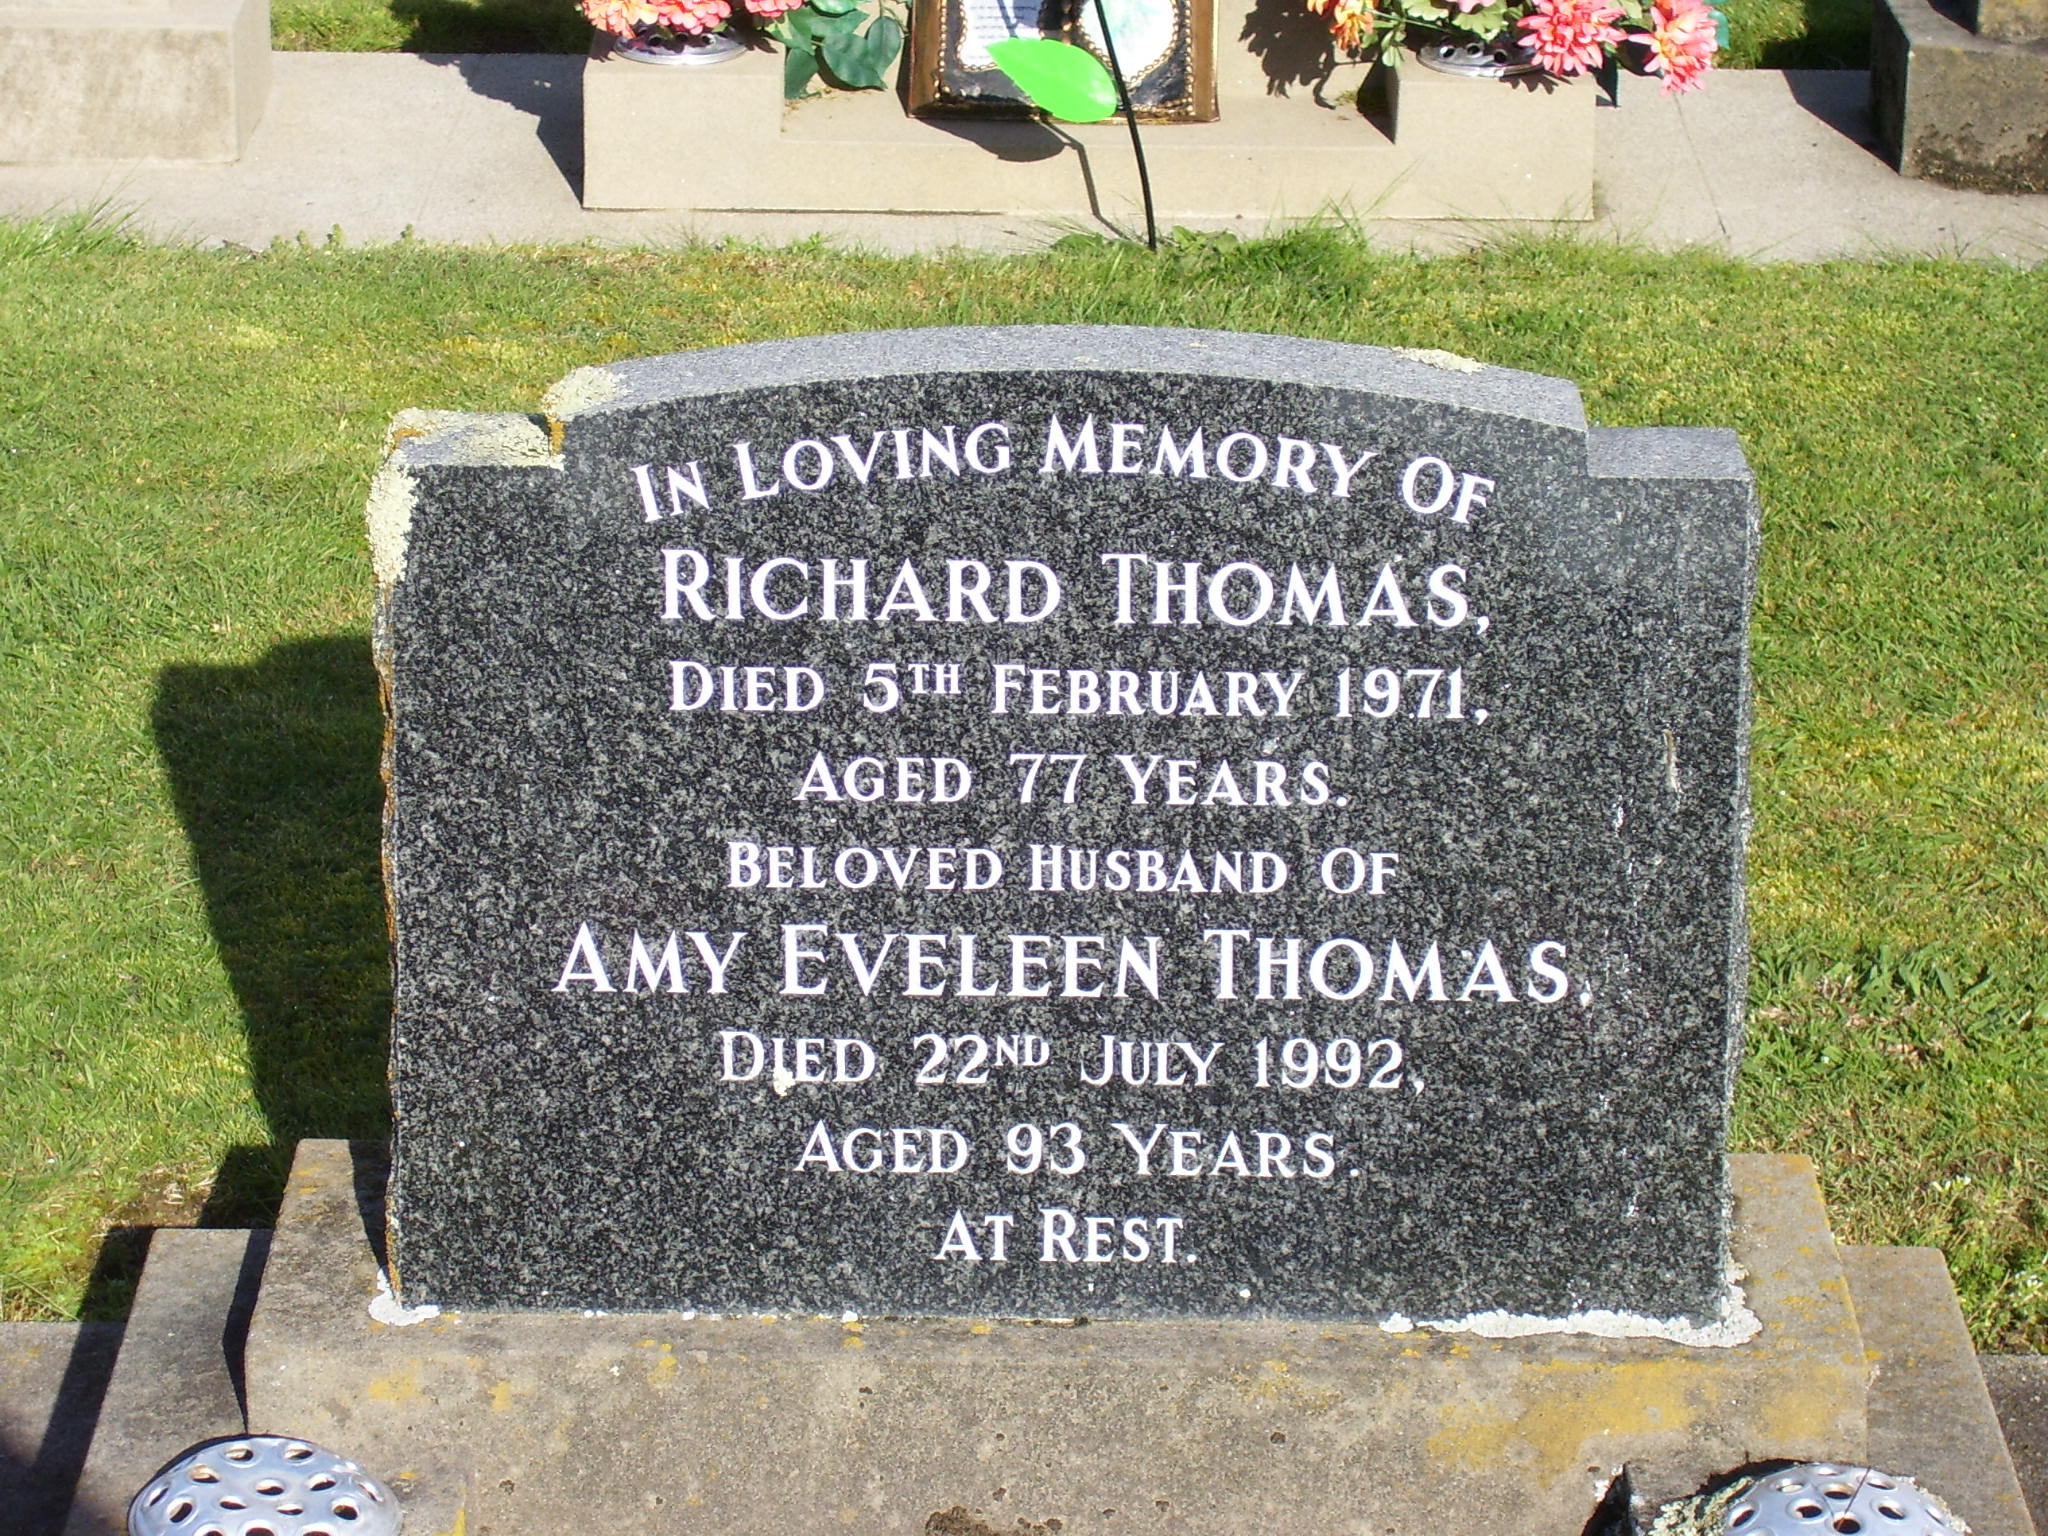 IN LOVING MEMORY OF
RICHARD THOMAS,
DIED 5TH FEBRUARY 1971,
AGED 77 YEARS.
BELOVED HUSBAND OF
AMY EVELEEN THOMAS,
DIED 22ND JULY 1992,
AGED 93 YEARS.
AT REST.